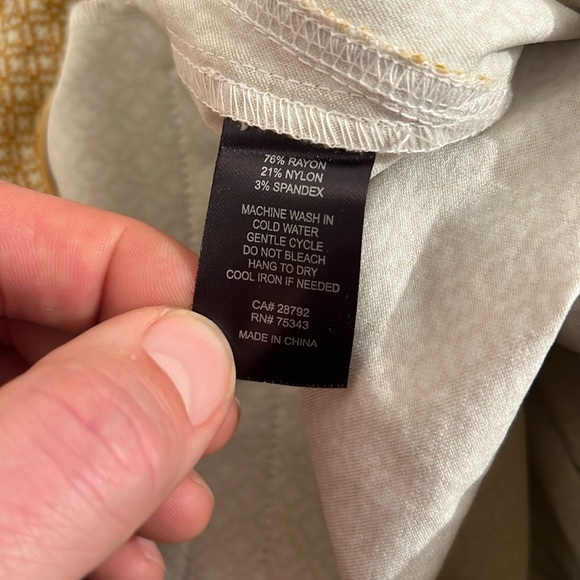 76% RAYON
21% NYLON
3% SPANDEX
MACHINE WASH IN
COLD WATER
GENTLE CYCLE
DO NOT BLEACH
HANG TO DRY
COOL IRON IF NEEDED
CA# 28792
RN# 75343
MADE IN CHINA